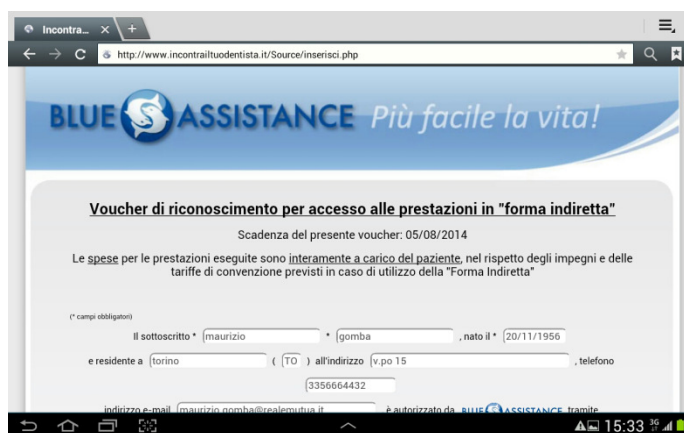 Incontra...
http://www.incontrailtuodentista.it/Source/inserisci.php
BLUE ASSISTANCE Più facile la vita!
Voucher di riconoscimento per accesso alle prestazioni in "forma indiretta"
Scadenza del presente voucher: 05/08/2014
Le spese per le prestazioni eseguite sono interamente a carico del paziente, nel rispetto degli impegni e delle
tariffe di convenzione previsti in caso di utilizzo della "Forma Indiretta"
(* campi obbligatori)
Il sottoscritto * maurizio * gomba , nato il * 20/11/1956
e residente a torino ( TO ) all'indirizzo v.po 15 , telefono
3356664432
indirizzo e-mail maurizio.gomba@realemutua.it è autorizzato da BLUE ASSISTANCE tramite
15:33 3G